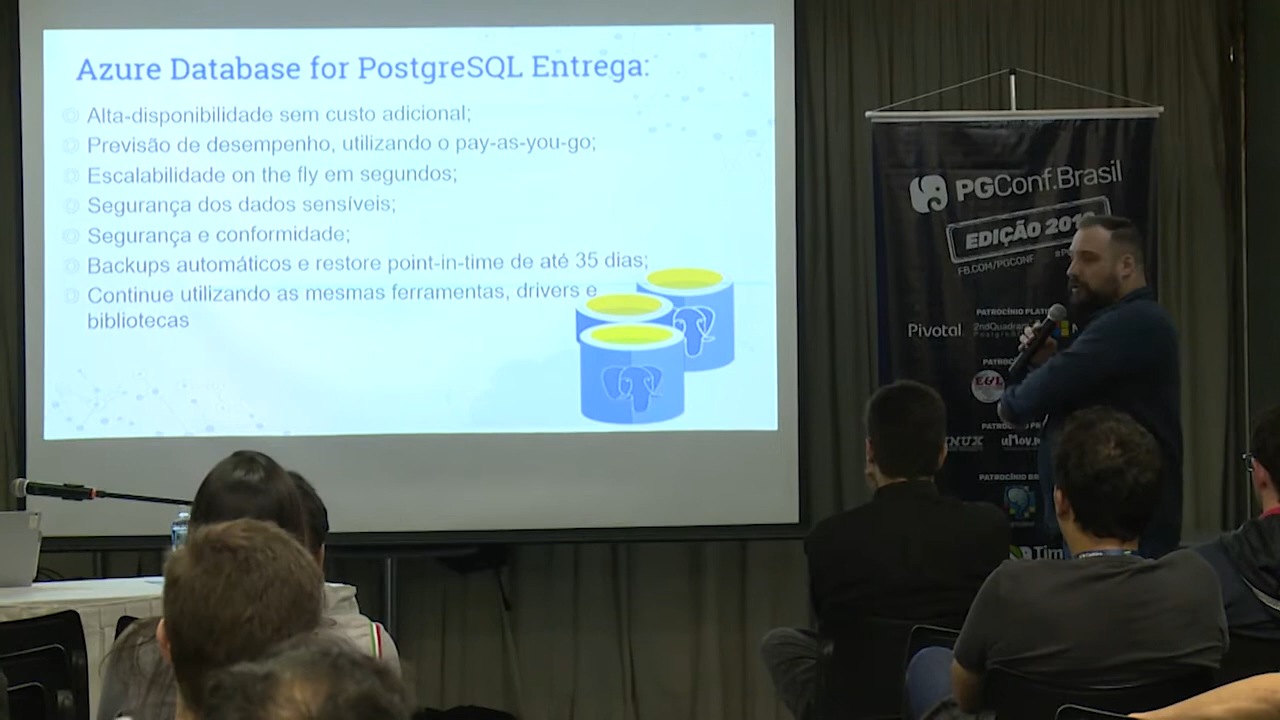 Azure Database for PostgreSQL Entrega:
Alta-disponibilidade sem custo adicional;
Previsão de desempenho, utilizando o pay-as-you-go;
Escalabilidade on the fly em segundos;
Segurança dos dados sensíveis;
Segurança e conformidade;
Backups automáticos e restore point-in-time de até 35 dias;
Continue utilizando as mesmas ferramentas, drivers e
bibliotecas
PGConf.Brasil
EDIÇÃO
FB.COM/PGCONF
PATROCÍNIO
Pivotal
E&L